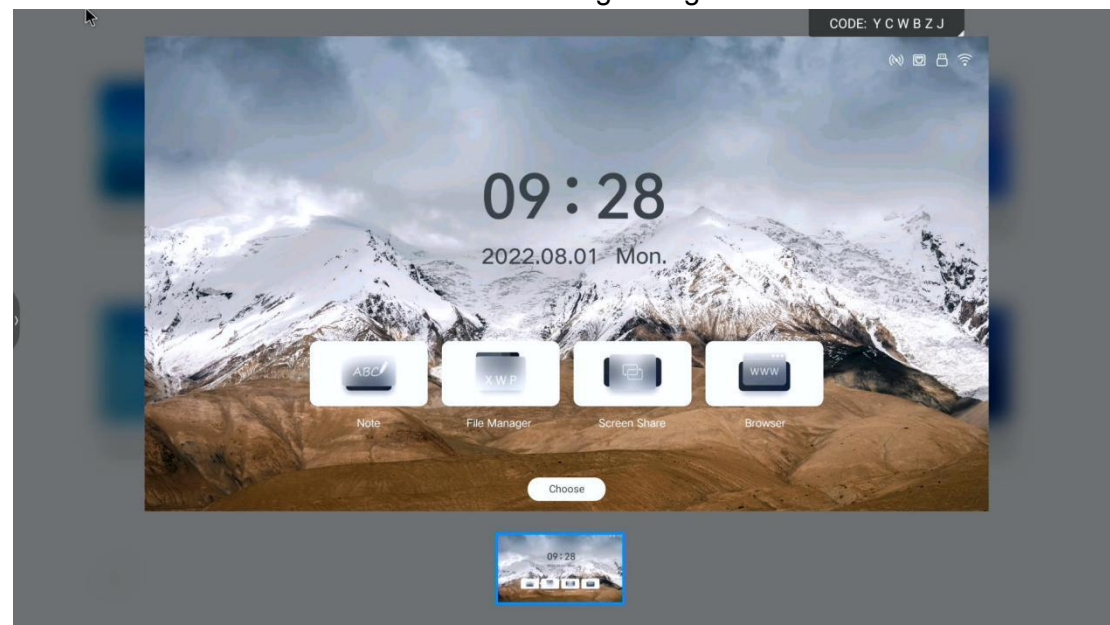 CODE: Y C W B Z J
09:28
2022.08.01 Mon.
ABC
X W P
WWW
Note
File Manager
Screen Share
Browser
Choose
09:28